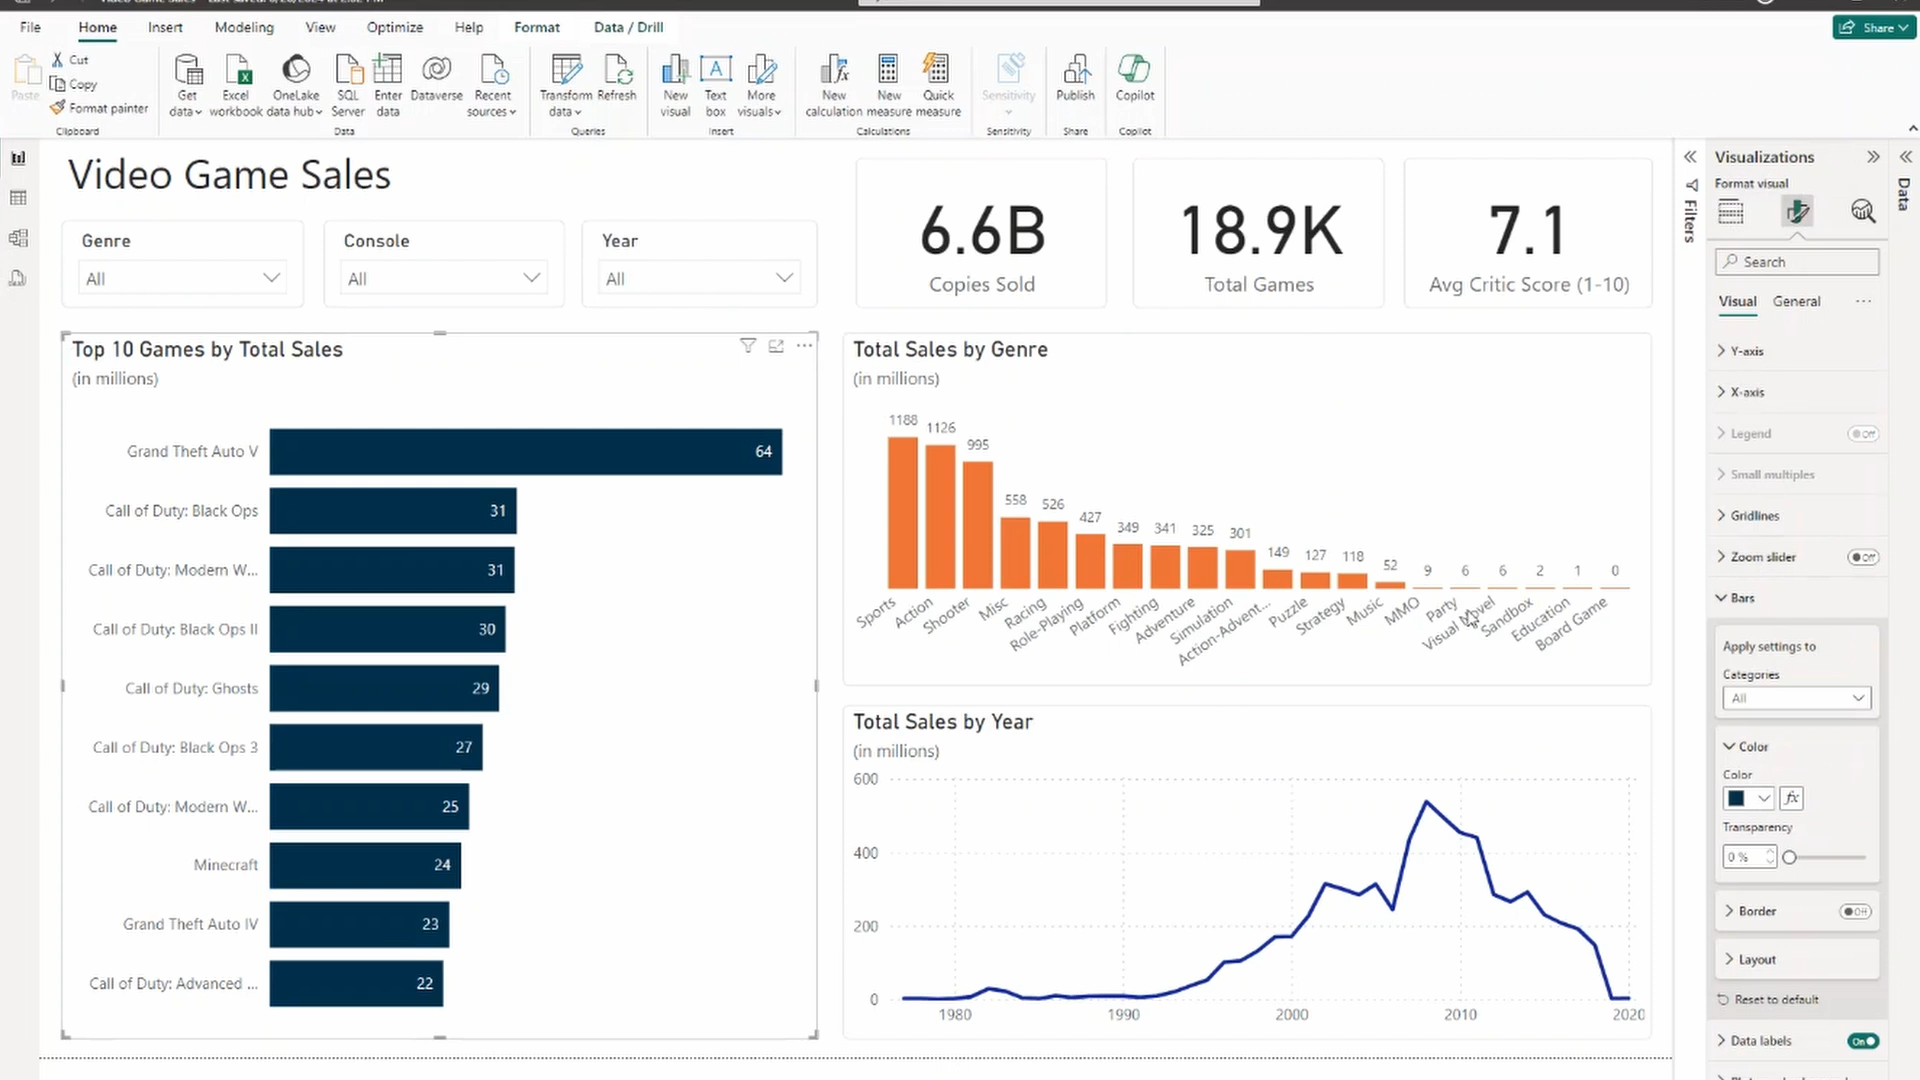 File Home Insert Modeling View Optimize Help Format Data / Drill Share
Paste
Cut
Copy
Format painter
Clipboard
Get data
Excel workbook
OneLake data hub
SQL Server
Enter data
Dataverse
Recent sources
Data
Transform data
Refresh
Queries
New visual
Text box
More visuals
Insert
New calculation
New measure
Quick measure
Calculations
Sensitivity
Sensitivity
Publish
Share
Copilot
Copilot
Video Game Sales
Genre
All
Console
All
Year
All
6.6B
Copies Sold
18.9K
Total Games
7.1
Avg Critic Score (1-10)
Top 10 Games by Total Sales
(in millions)
Grand Theft Auto V 64
Call of Duty: Black Ops 31
Call of Duty: Modern W... 31
Call of Duty: Black Ops II 30
Call of Duty: Ghosts 29
Call of Duty: Black Ops 3 27
Call of Duty: Modern W... 25
Minecraft 24
Grand Theft Auto IV 23
Call of Duty: Advanced ... 22
Total Sales by Genre
(in millions)
1188 1126 995 558 526 427 349 341 325 301 149 127 118 52 9 6 6 2 1 0
Sports Action Shooter Misc Racing Role-Playing Platform Fighting Adventure Simulation Action-Advent... Puzzle Strategy Music MMO Party Visual Novel Sandbox Education Board Game
Total Sales by Year
(in millions)
600
400
200
0
1980 1990 2000 2010 2020
Filters
Visualizations
Format visual
Search
Visual General
Y-axis
X-axis
Legend Off
Small multiples
Gridlines
Zoom slider Off
Bars
Apply settings to
Categories
All
Color
Color
fx
Transparency
0 %
Border Off
Layout
Reset to default
Data labels On
Data